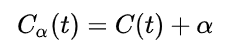 C_α(t) = C(t) + α